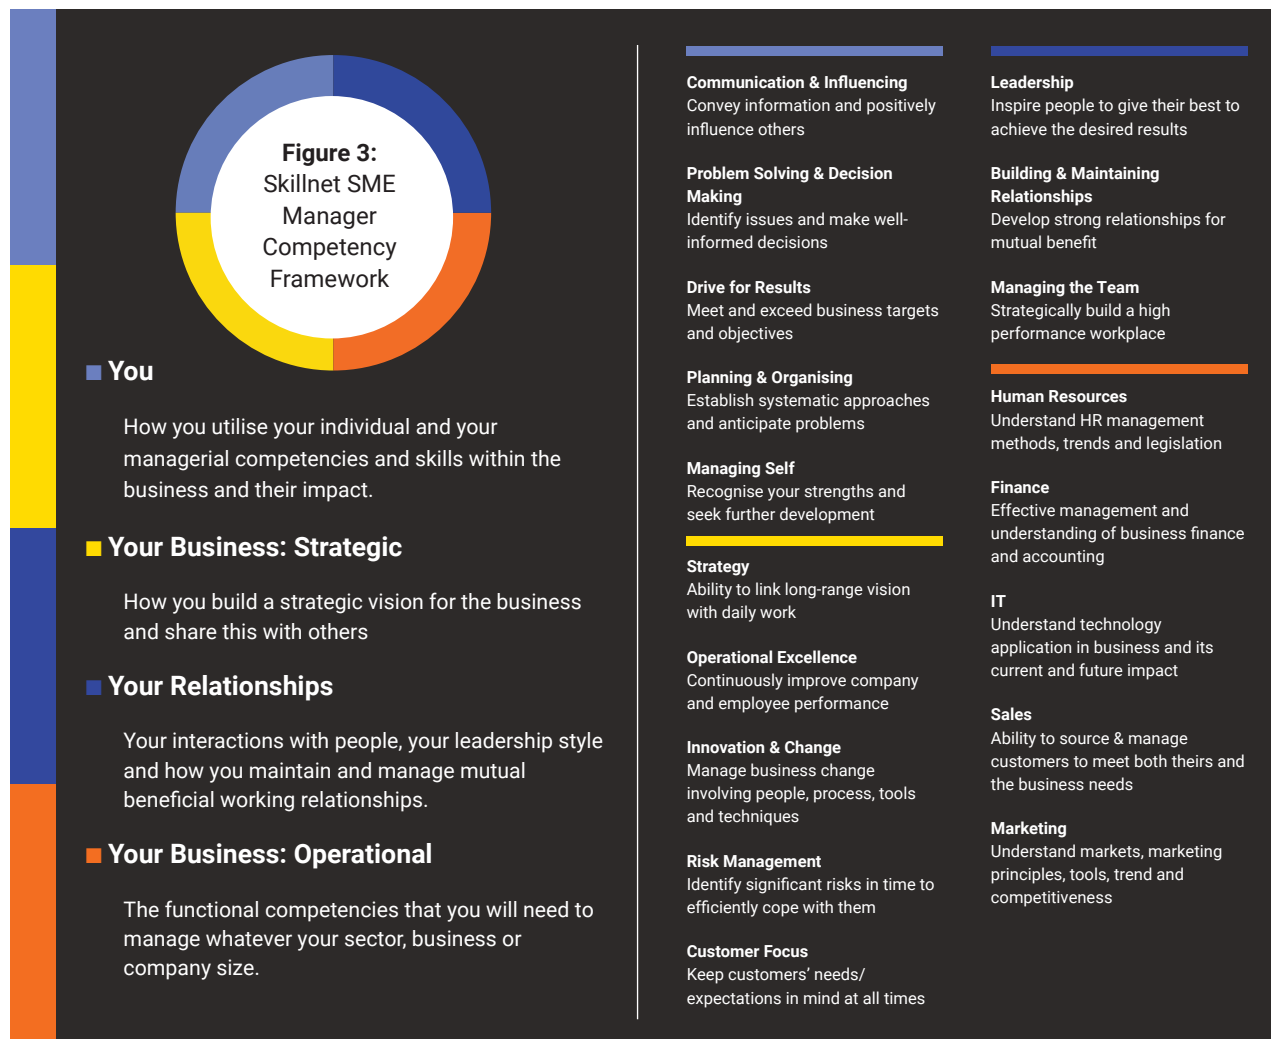 Figure 3:
Skillnet SME
Manager
Competency
Framework
You
How you utilise your individual and your
managerial competencies and skills within the
business and their impact.
Your Business: Strategic
How you build a strategic vision for the business
and share this with others
Your Relationships
Your interactions with people, your leadership style
and how you maintain and manage mutual
beneficial working relationships.
Your Business: Operational
The functional competencies that you will need to
manage whatever your sector, business or
company size.
Communication & Influencing
Convey information and positively
influence others
Problem Solving & Decision
Making
Identify issues and make well-
informed decisions
Drive for Results
Meet and exceed business targets
and objectives
Planning & Organising
Establish systematic approaches
and anticipate problems
Managing Self
Recognise your strengths and
seek further development
Strategy
Ability to link long-range vision
with daily work
Operational Excellence
Continuously improve company
and employee performance
Innovation & Change
Manage business change
involving people, process, tools
and techniques
Risk Management
Identify significant risks in time to
efficiently cope with them
Customer Focus
Keep customers’ needs/
expectations in mind at all times
Leadership
Inspire people to give their best to
achieve the desired results
Building & Maintaining
Relationships
Develop strong relationships for
mutual benefit
Managing the Team
Strategically build a high
performance workplace
Human Resources
Understand HR management
methods, trends and legislation
Finance
Effective management and
understanding of business finance
and accounting
IT
Understand technology
application in business and its
current and future impact
Sales
Ability to source & manage
customers to meet both theirs and
the business needs
Marketing
Understand markets, marketing
principles, tools, trend and
competitiveness